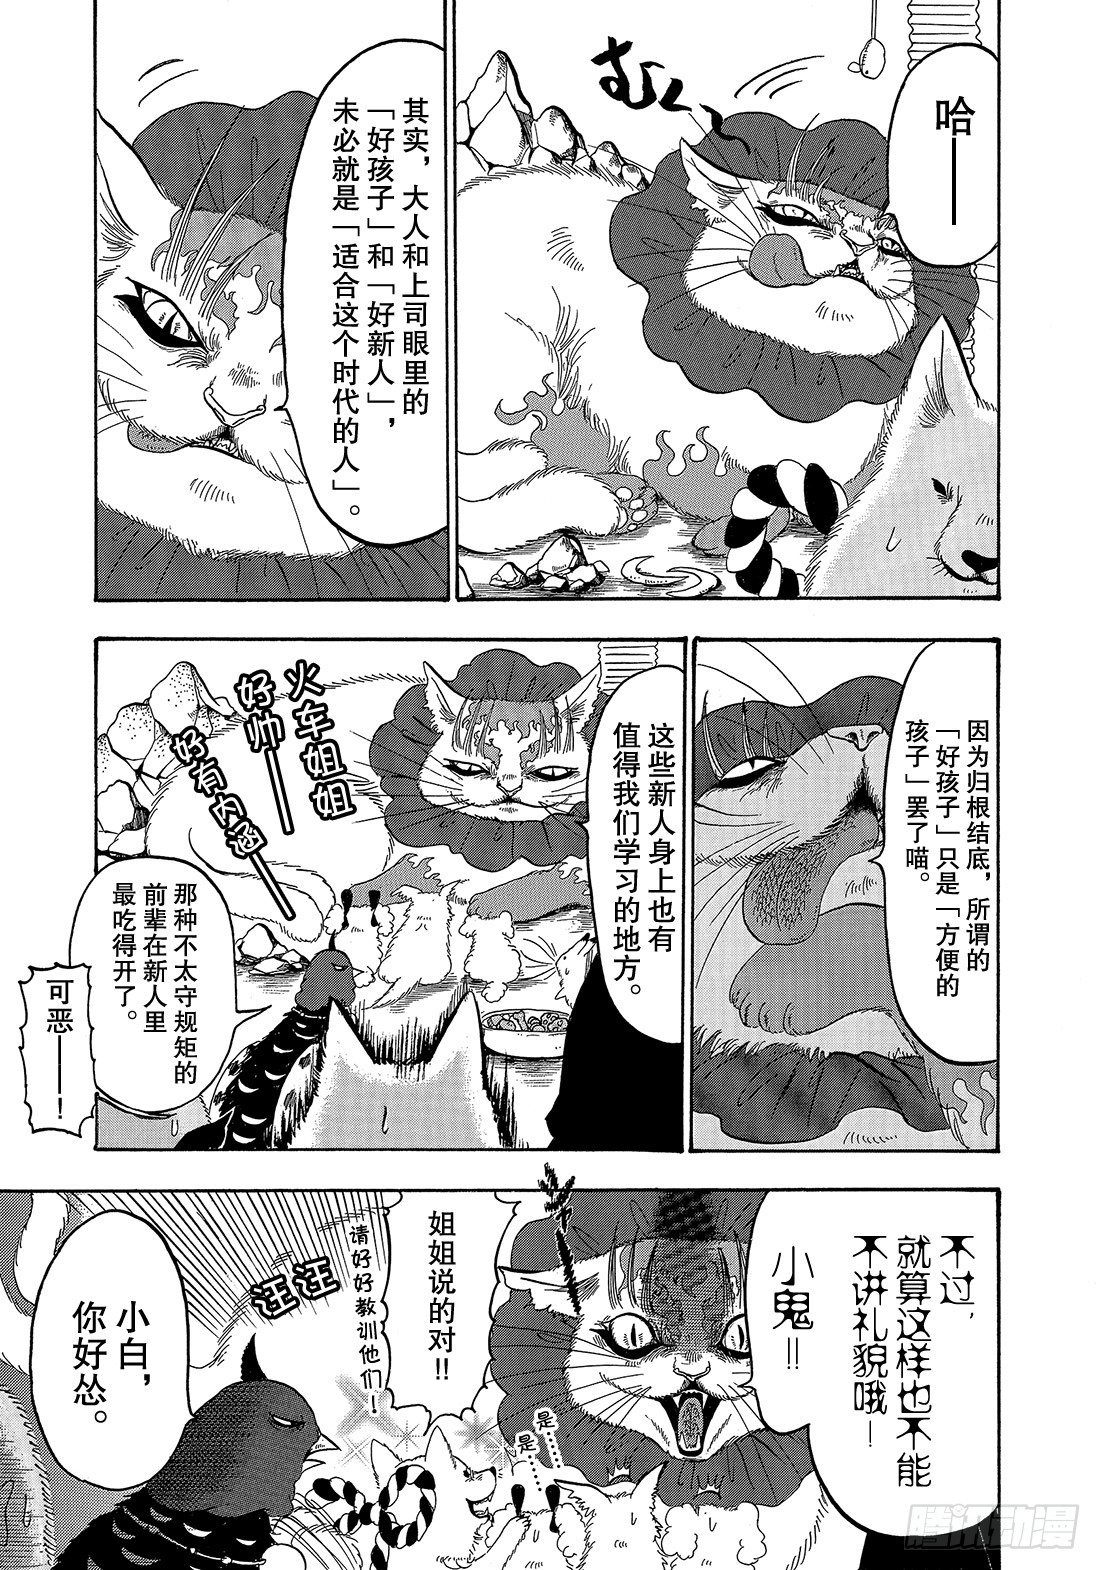 哈——
むくっ
其实，大人和上司眼里的
「好孩子」和「好新人」，
未必就是「适合这个时代的人」。
因为归根结底，所谓的
「好孩子」只是「方便的
孩子」罢了喵。
这些新人身上也有
值得我们学习的地方。
火车姐姐
好帅——
好有内涵——
那种不太守规矩的
前辈在新人里
最吃得开了。
可恶——！
不过，
就算这样也不能
不讲礼貌哦—
小鬼!!
是……
是……
姐姐说的对!!
请好好教训他们！
汪汪
小白，
你好怂。
腾讯动漫